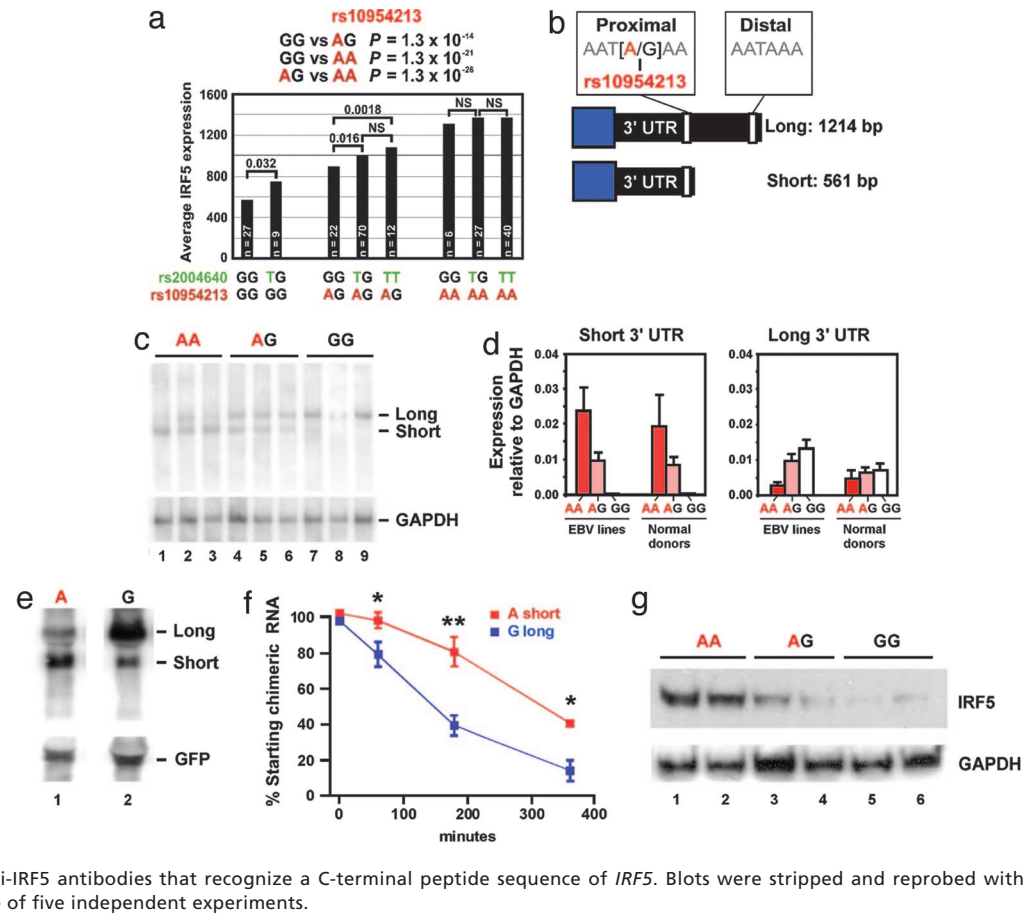 a
rs10954213
GG vs AG P = 1.3 x 10⁻¹⁴
GG vs AA P = 1.3 x 10⁻²¹
AG vs AA P = 1.3 x 10⁻²⁶
Average IRF5 expression
1600
1200
800
400
0
0.032
0.0018
0.016
NS
NS
NS
n = 27
n = 9
n = 22
n = 70
n = 12
n = 6
n = 27
n = 40
rs2004640 GG TG GG TG TT GG TG TT
rs10954213 GG GG AG AG AG AA AA AA
b
Proximal
AAT[A/G]AA
rs10954213
Distal
AATAAA
3' UTR
Long: 1214 bp
3' UTR
Short: 561 bp
c
AA AG GG
Long
Short
GAPDH
1 2 3 4 5 6 7 8 9
d
Short 3' UTR
Expression
relative to GAPDH
0.04
0.03
0.02
0.01
0.00
AA AG GG AA AG GG
EBV lines
Normal
donors
Long 3' UTR
0.04
0.03
0.02
0.01
0.00
AA AG GG AA AG GG
EBV lines
Normal
donors
e
A G
Long
Short
GFP
1 2
f
% Starting chimeric RNA
100
80
60
40
20
0
* ** *
A short
G long
0 100 200 300 400
minutes
g
AA AG GG
IRF5
GAPDH
1 2 3 4 5 6
i-IRF5 antibodies that recognize a C-terminal peptide sequence of IRF5. Blots were stripped and reprobed with
of five independent experiments.